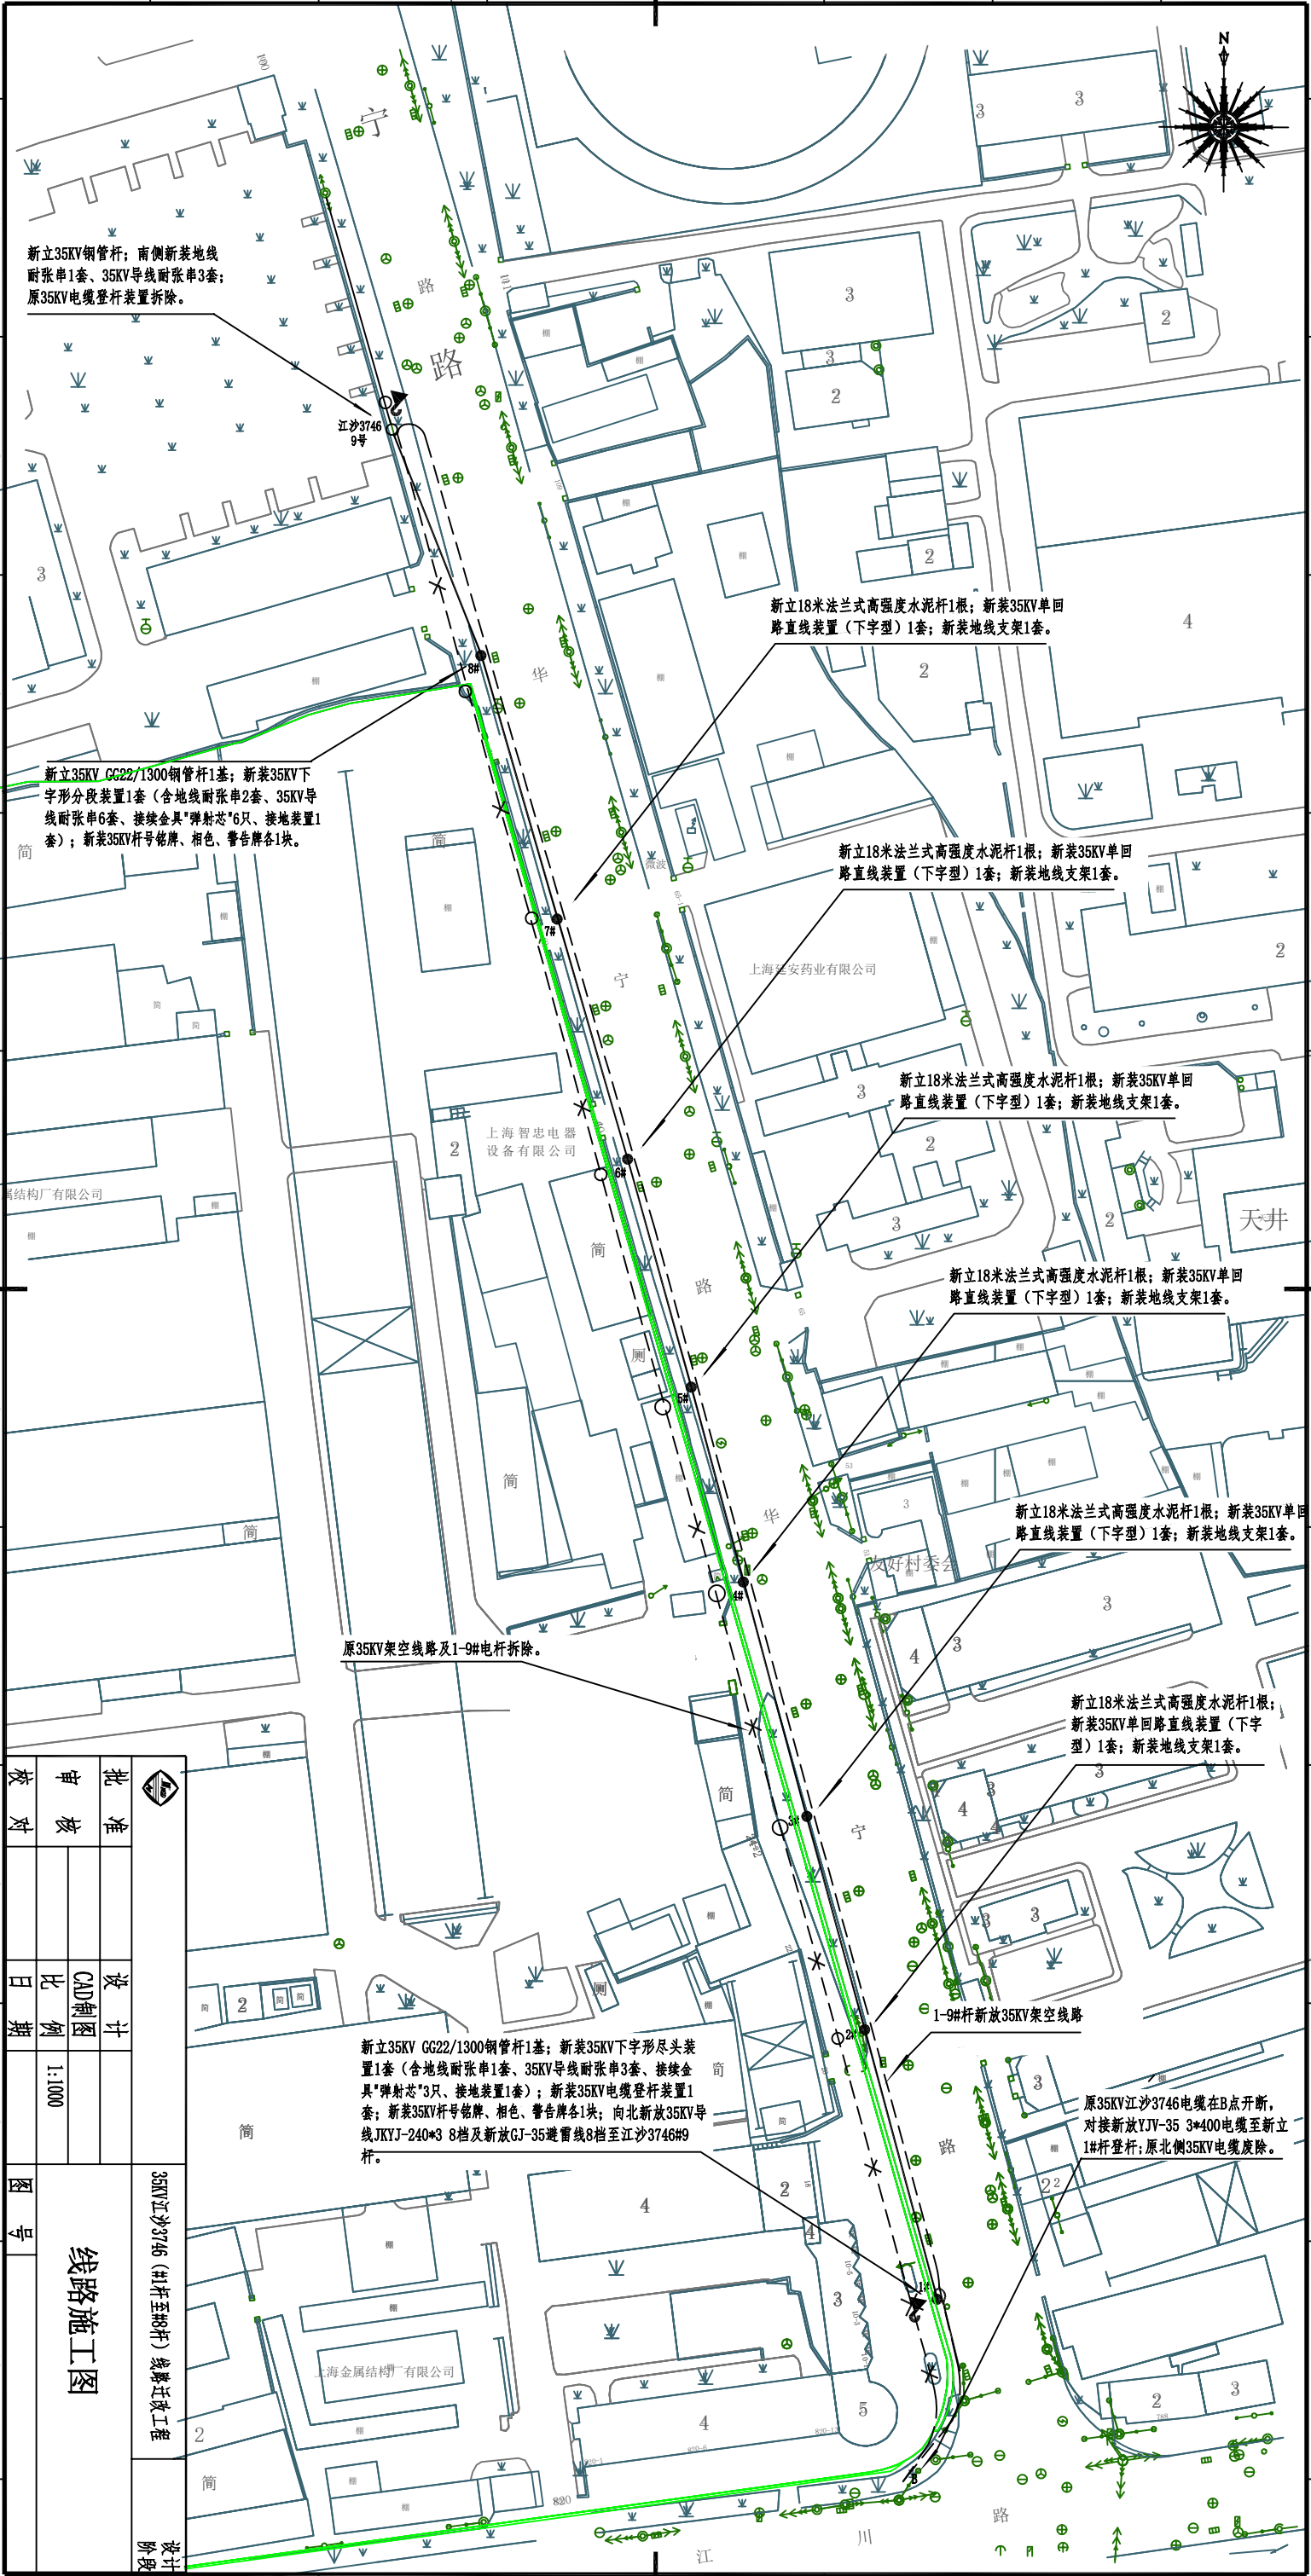 N
宁
路
路
华
宁
路
华
宁
路
路
川
江
新立35KV钢管杆；南侧新装地线
耐张串1套、35KV导线耐张串3套；
原35KV电缆登杆装置拆除。
江沙3746
9号
新立18米法兰式高强度水泥杆1根；新装35KV单回
路直线装置（下字型）1套；新装地线支架1套。
8#
新立35KV GG22/1300钢管杆1基；新装35KV下
字形分段装置1套（含地线耐张串2套、35KV导
线耐张串6套、接续金具"弹射芯"6只、接地装置1
套）；新装35KV杆号铭牌、相色、警告牌各1块。
新立18米法兰式高强度水泥杆1根；新装35KV单回
路直线装置（下字型）1套；新装地线支架1套。
7#
微波
上海延安药业有限公司
新立18米法兰式高强度水泥杆1根；新装35KV单回
路直线装置（下字型）1套；新装地线支架1套。
上海智忠电器
设备有限公司
6#
属结构厂有限公司
天井
新立18米法兰式高强度水泥杆1根；新装35KV单回
路直线装置（下字型）1套；新装地线支架1套。
厕
5#
新立18米法兰式高强度水泥杆1根；新装35KV单回
路直线装置（下字型）1套；新装地线支架1套。
友好村委会
4#
原35KV架空线路及1-9#电杆拆除。
新立18米法兰式高强度水泥杆1根；
新装35KV单回路直线装置（下字
型）1套；新装地线支架1套。
3#
厕
1-9#杆新放35KV架空线路
2#
新立35KV GG22/1300钢管杆1基；新装35KV下字形尽头装
置1套（含地线耐张串1套、35KV导线耐张串3套、接续金
具"弹射芯"3只、接地装置1套）；新装35KV电缆登杆装置1
套；新装35KV杆号铭牌、相色、警告牌各1块；向北新放35KV导
线JKYJ-240*3 8档及新放GJ-35避雷线8档至江沙3746#9
杆。
原35KV江沙3746电缆在B点开断，
对接新放YJV-35 3*400电缆至新立
1#杆登杆；原北侧35KV电缆废除。
1#
B
上海金属结构厂有限公司
820
批准
审核
校对
设计
CAD制图
比例
1:1000
日期
35KV江沙3746（#1杆至#8杆）线路迁改工程
设计
阶段
线路施工图
图号